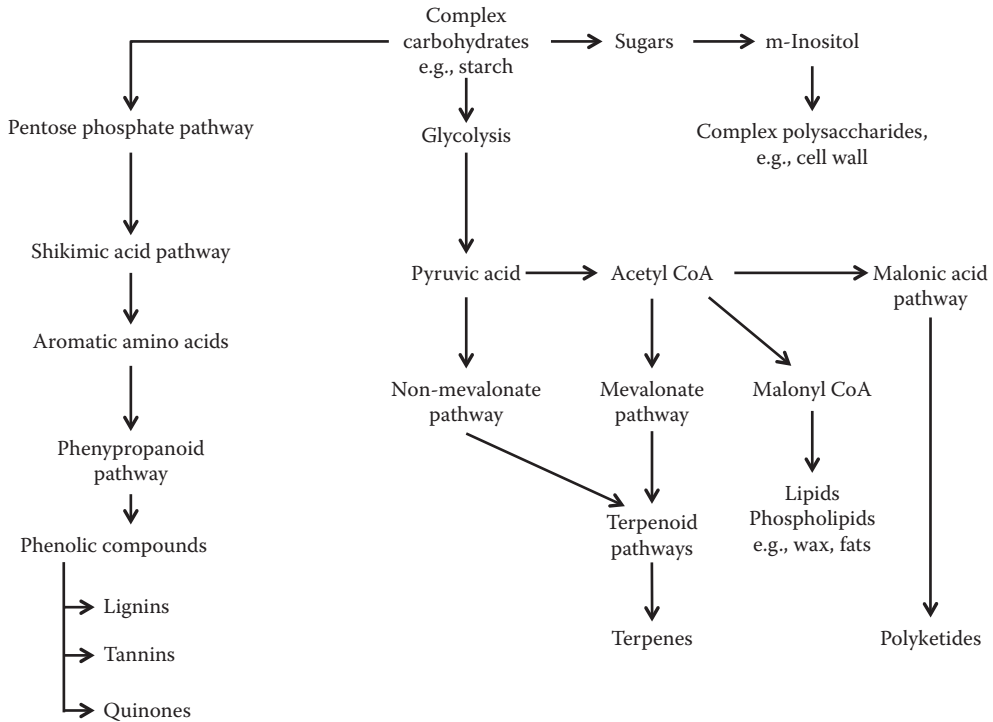 Complex
carbohydrates
e.g., starch
Sugars
m-Inositol
Pentose phosphate pathway
Glycolysis
Complex polysaccharides,
e.g., cell wall
Shikimic acid pathway
Pyruvic acid
Acetyl CoA
Malonic acid
pathway
Aromatic amino acids
Non-mevalonate
pathway
Mevalonate
pathway
Malonyl CoA
Phenypropanoid
pathway
Lipids
Phospholipids
e.g., wax, fats
Terpenoid
pathways
Phenolic compounds
Lignins
Tannins
Quinones
Terpenes
Polyketides